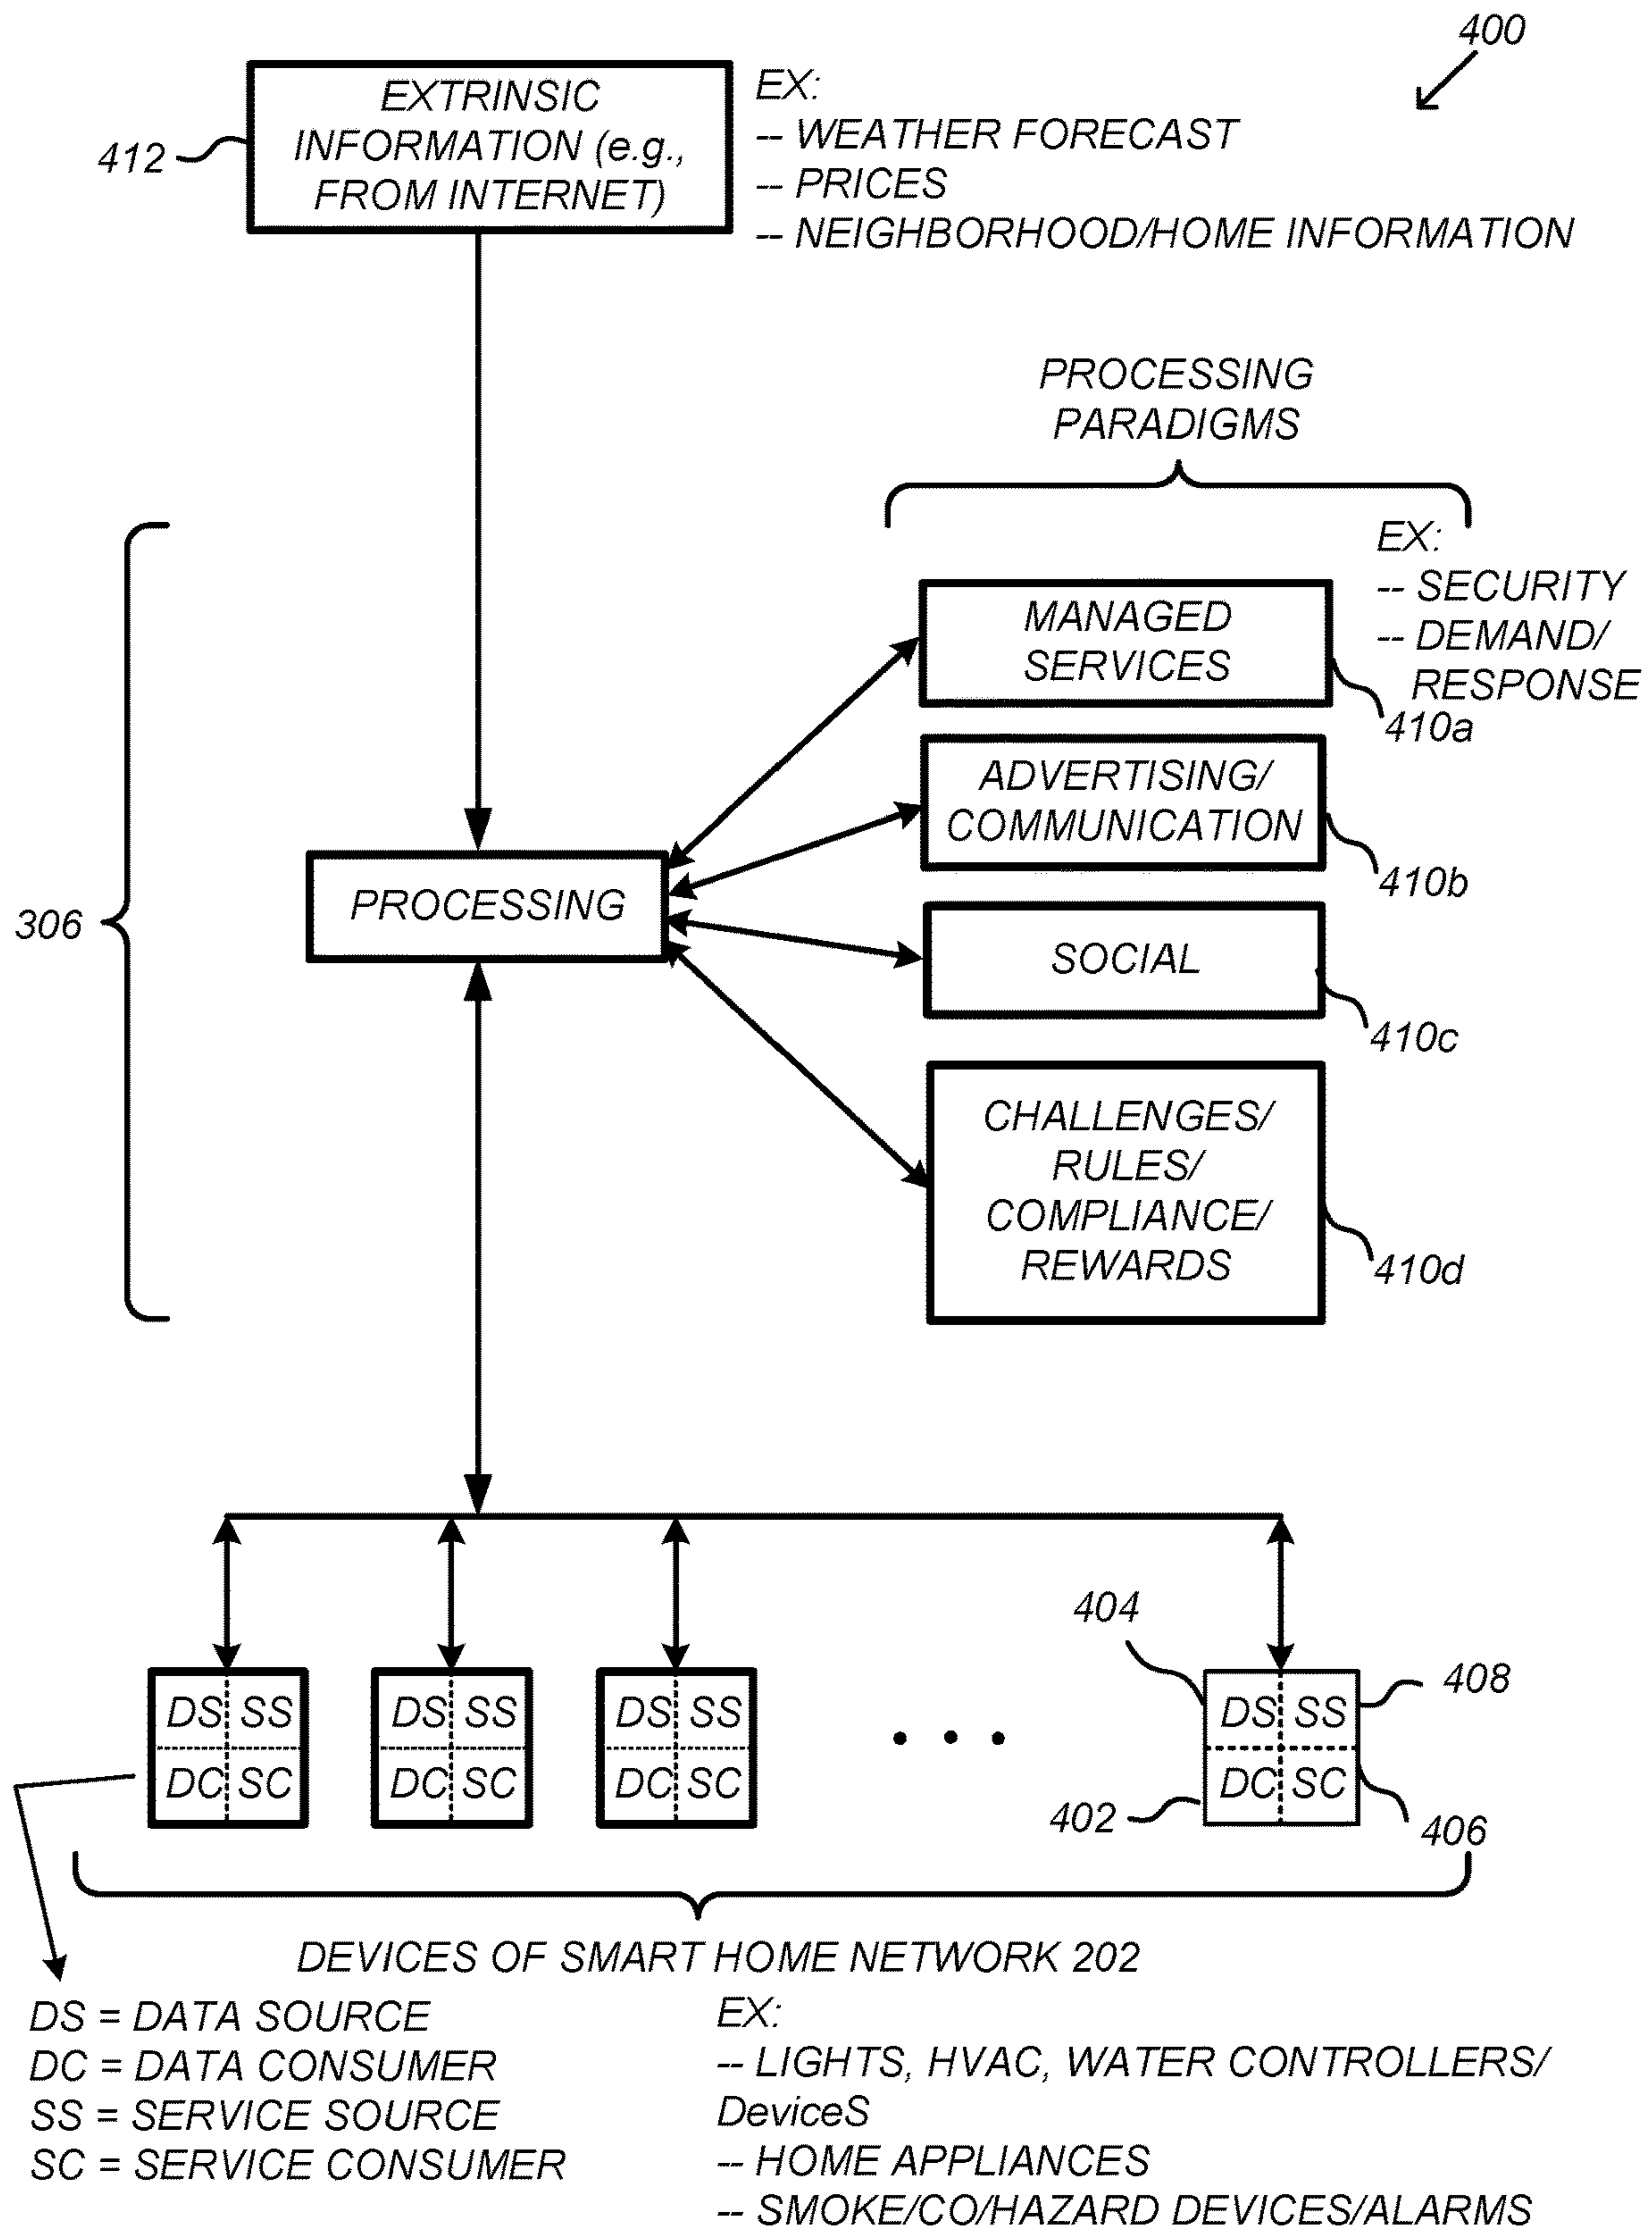 400
EXTRINSIC
INFORMATION (e.g.,
FROM INTERNET)
412
EX:
-- WEATHER FORECAST
-- PRICES
-- NEIGHBORHOOD/HOME INFORMATION
PROCESSING
PARADIGMS
EX:
-- SECURITY
-- DEMAND/
RESPONSE
MANAGED
SERVICES
410a
ADVERTISING/
COMMUNICATION
410b
306
PROCESSING
SOCIAL
410c
CHALLENGES/
RULES/
COMPLIANCE/
REWARDS
410d
404
408
DS SS
DC SC
DS SS
DC SC
DS SS
DC SC
. . .
DS SS
DC SC
402
406
DEVICES OF SMART HOME NETWORK 202
DS = DATA SOURCE
DC = DATA CONSUMER
SS = SERVICE SOURCE
SC = SERVICE CONSUMER
EX:
-- LIGHTS, HVAC, WATER CONTROLLERS/
DeviceS
-- HOME APPLIANCES
-- SMOKE/CO/HAZARD DEVICES/ALARMS